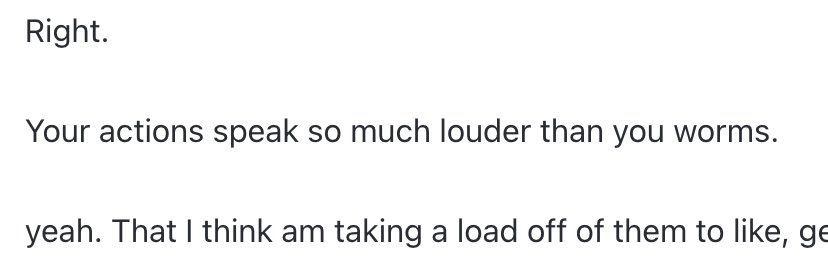 Right.
Your actions speak so much louder than you worms.
yeah. That I think am taking a load off of them to like, ge